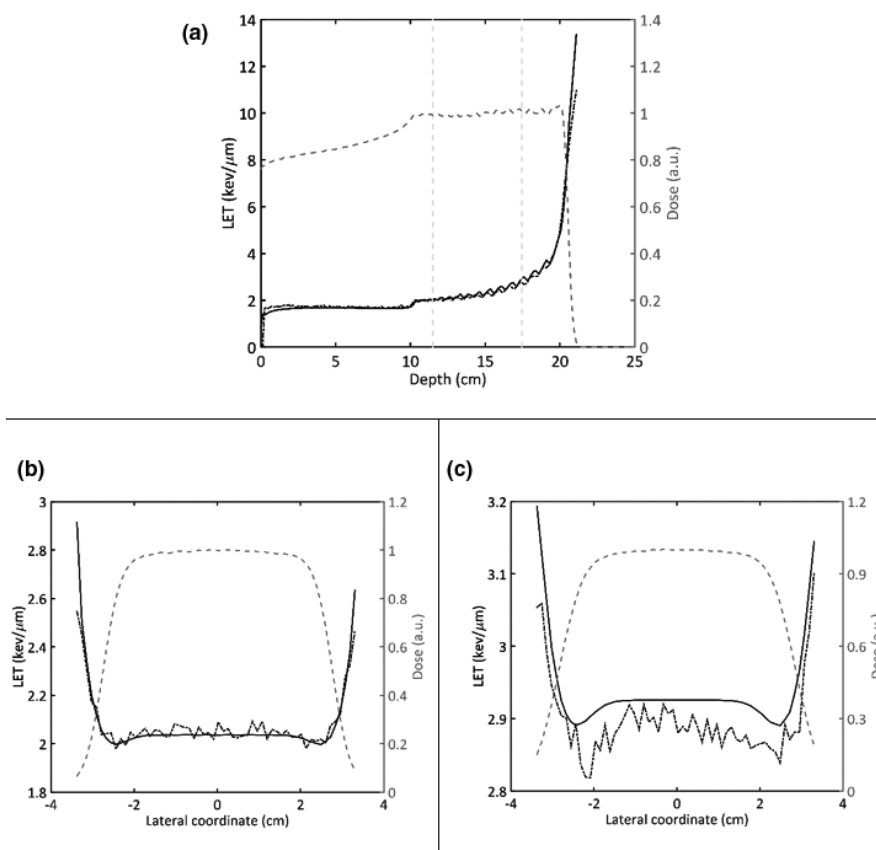 (a)
14
12
10
8
6
4
2
0
LET (kev/μm)
1.4
1.2
1
0.8
0.6
0.4
0.2
0
Dose (a.u.)
0 5 10 15 20 25
Depth (cm)
(b)
3
2.8
2.6
2.4
2.2
2
1.8
LET (kev/μm)
1.2
1
0.8
0.6
0.4
0.2
0
Dose (a.u.)
-4 -2 0 2 4
Lateral coordinate (cm)
(c)
3.2
3.1
3
2.9
2.8
LET (kev/μm)
1.2
0.9
0.6
0.3
0
Dose (a.u.)
-4 -2 0 2 4
Lateral coordinate (cm)